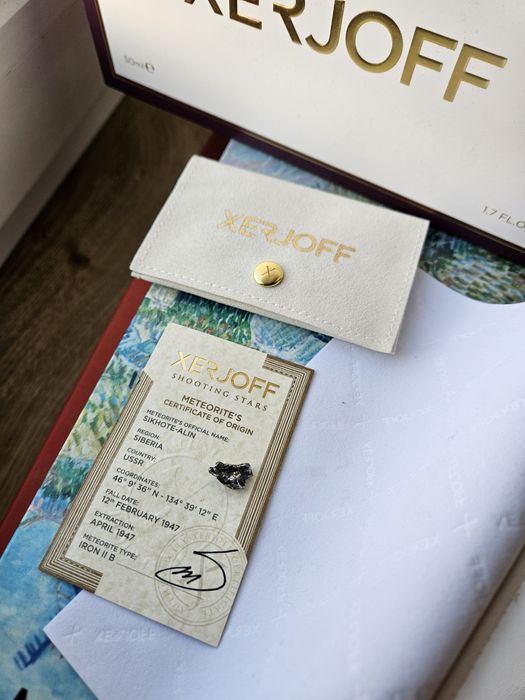 XERJOFF
50ml℮
1.7 FL.O
XERJOFF
X
XERJOFF
SHOOTING STARS
METEORITE'S
CERTIFICATE OF ORIGIN
METEORITE'S OFFICIAL NAME:
SIKHOTE-ALIN
REGION:
SIBERIA
COUNTRY:
USSR
COORDINATES:
46° 9' 36" N - 134° 39' 12" E
FALL DATE:
12TH FEBRUARY 1947
EXTRACTION:
APRIL 1947
METEORITE TYPE:
IRON II B
XERJOFF